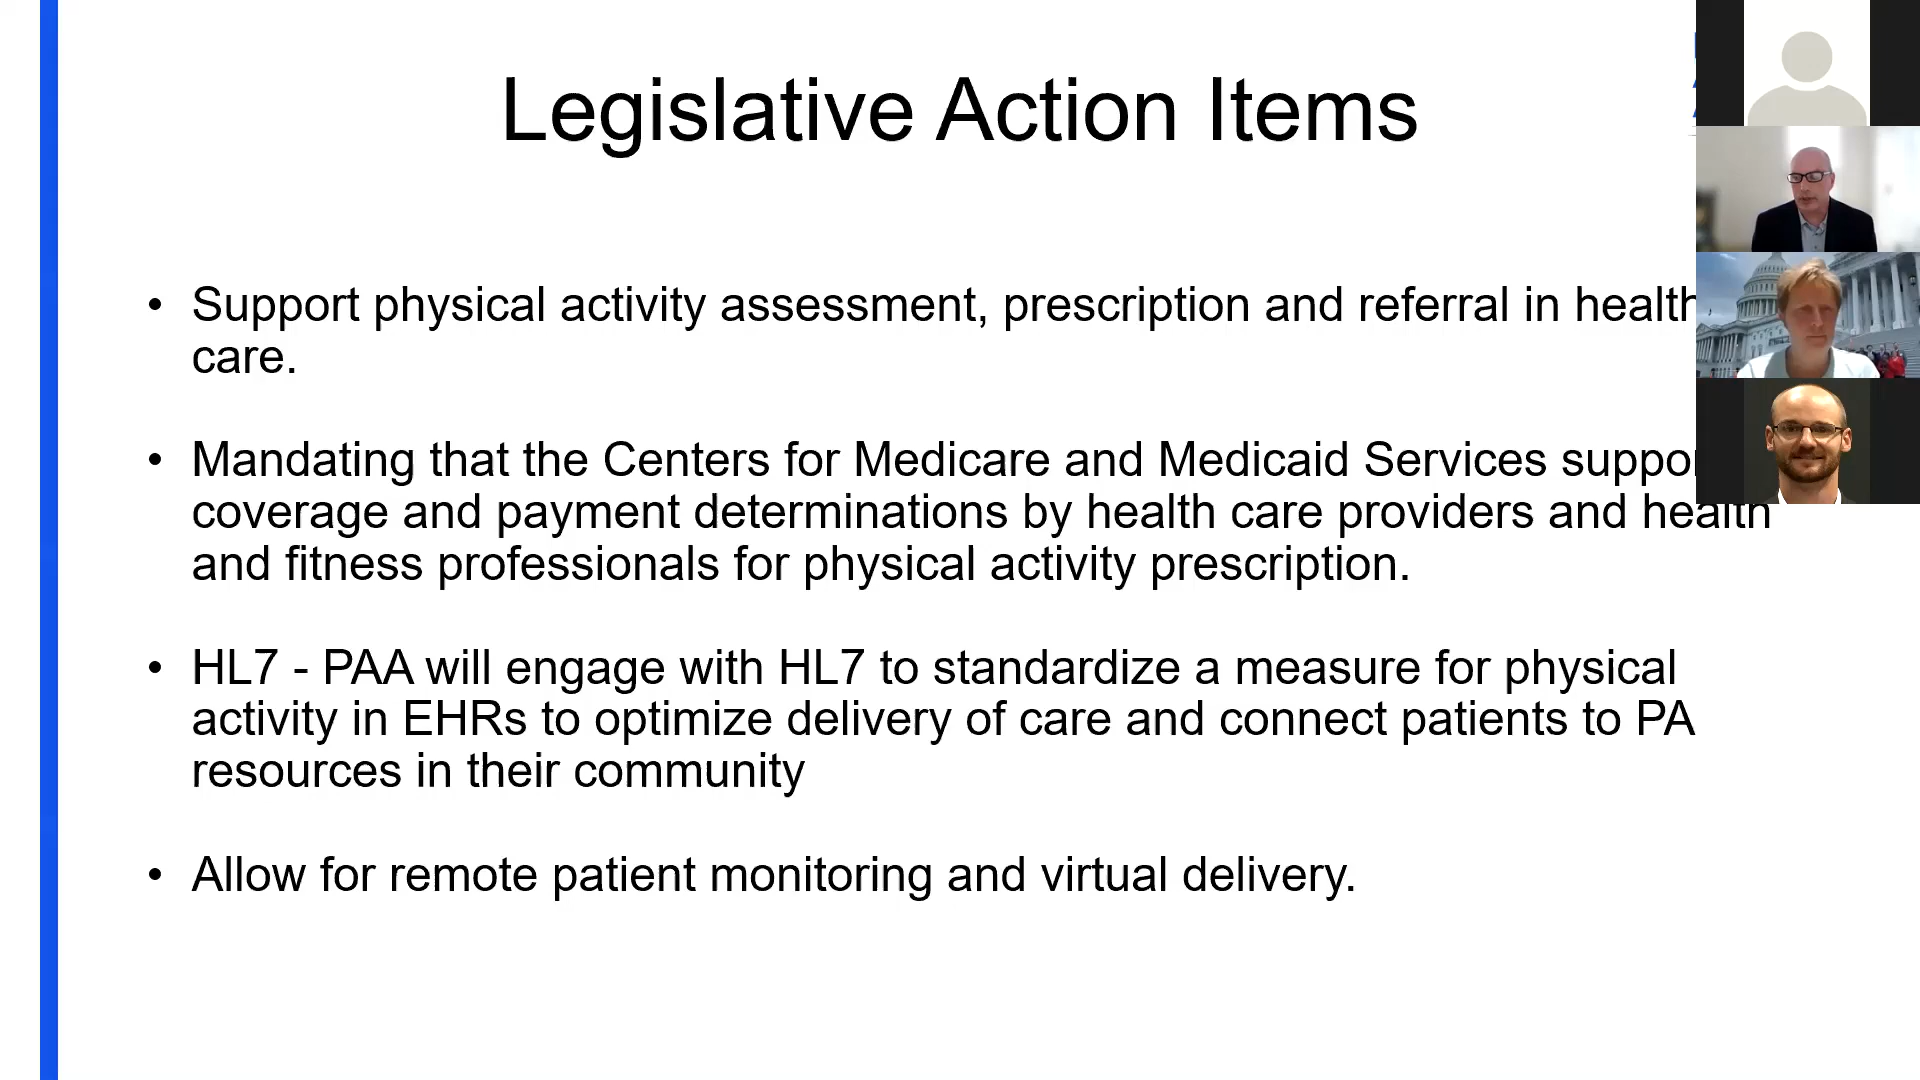 Legislative Action Items
• Support physical activity assessment, prescription and referral in health
care.
• Mandating that the Centers for Medicare and Medicaid Services
coverage and payment determinations by health care providers and health
and fitness professionals for physical activity prescription.
• HL7 - PAA will engage with HL7 to standardize a measure for physical
activity in EHRs to optimize delivery of care and connect patients to PA
resources in their community
• Allow for remote patient monitoring and virtual delivery.